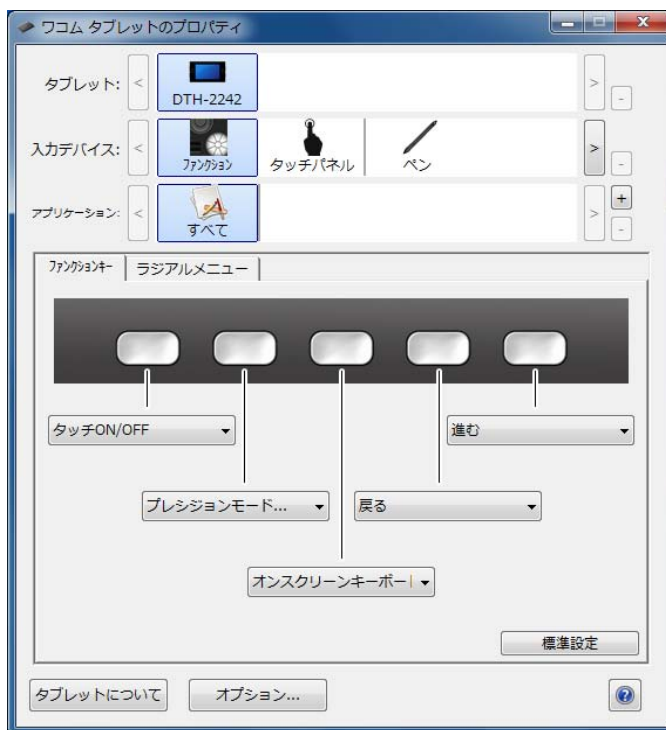 ワコム タブレットのプロパティ
タブレット:
<
DTH-2242
>
-
入力デバイス:
<
ファンクション
タッチパネル
ペン
>
-
アプリケーション:
<
すべて
>
+
-
ファンクションキー
ラジアルメニュー
タッチON/OFF
進む
プレシジョンモード...
戻る
オンスクリーンキーボー
標準設定
タブレットについて
オプション...
?